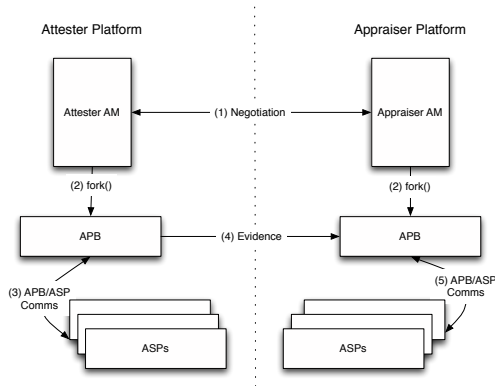 Attester Platform
Appraiser Platform
Attester AM
(1) Negotiation
Appraiser AM
(2) fork()
(2) fork()
APB
(4) Evidence
APB
(3) APB/ASP
Comms
(5) APB/ASP
Comms
ASPs
ASPs